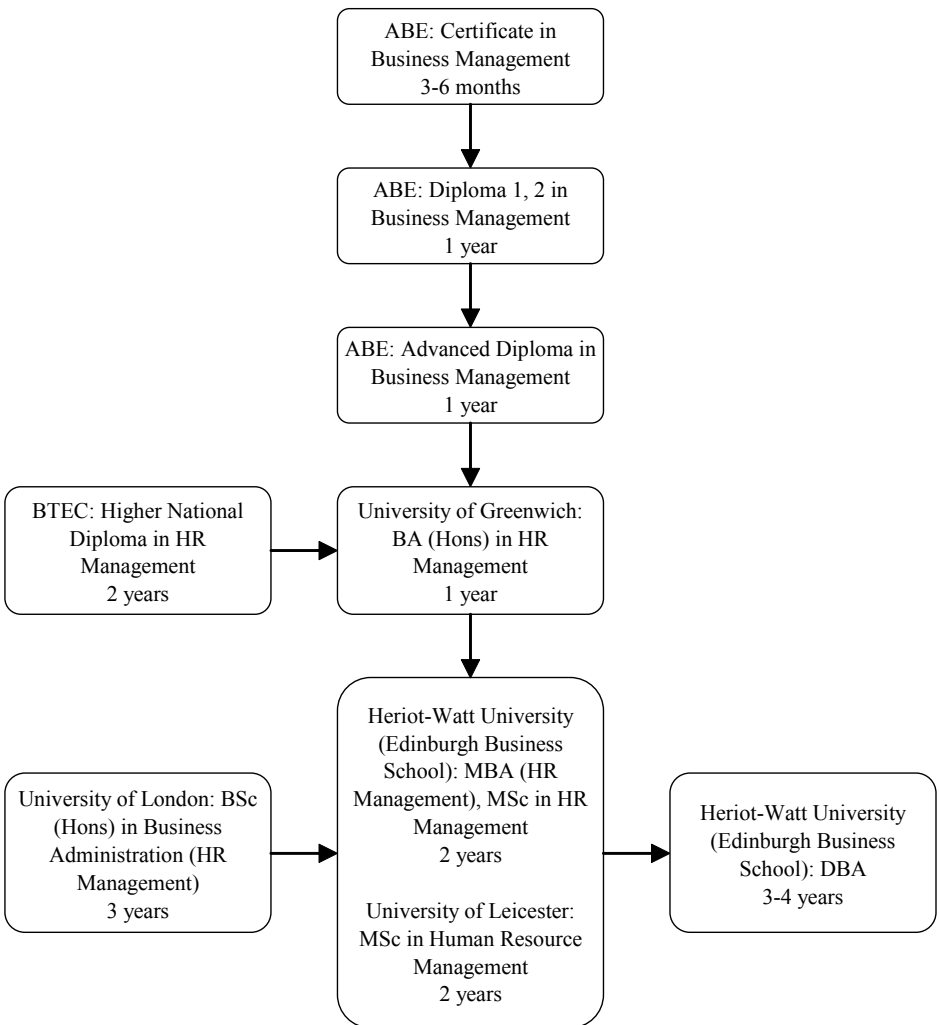 ABE: Certificate in
Business Management
3-6 months
ABE: Diploma 1, 2 in
Business Management
1 year
ABE: Advanced Diploma in
Business Management
1 year
BTEC: Higher National
Diploma in HR
Management
2 years
University of Greenwich:
BA (Hons) in HR
Management
1 year
University of London: BSc
(Hons) in Business
Administration (HR
Management)
3 years
Heriot-Watt University
(Edinburgh Business
School): MBA (HR
Management), MSc in HR
Management
2 years
University of Leicester:
MSc in Human Resource
Management
2 years
Heriot-Watt University
(Edinburgh Business
School): DBA
3-4 years